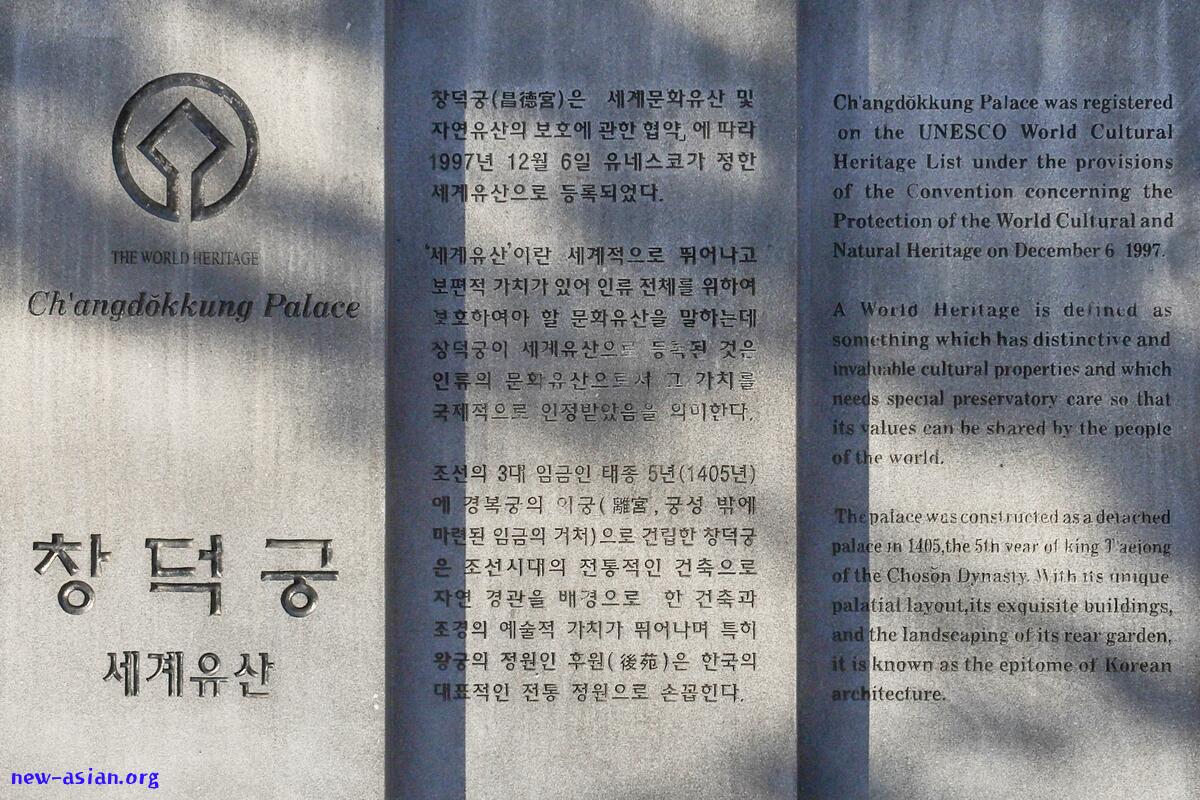 THE WORLD HERITAGE
Ch'angdŏkkung Palace
창덕궁
세계유산
창덕궁(昌德宮)은 세계문화유산 및
자연유산의 보호에 관한 협약」에 따라
1997년 12월 6일 유네스코가 정한
세계유산으로 등록되었다.
'세계유산'이란 세계적으로 뛰어나고
보편적 가치가 있어 인류 전체를 위하여
보호하여야 할 문화유산을 말하는데
창덕궁이 세계유산으로 등록된 것은
인류의 문화유산으로서 그 가치를
국제적으로 인정받았음을 의미한다.
조선의 3대 임금인 태종 5년(1405년)
에 경복궁의 이궁(離宮, 궁성 밖에
마련된 임금의 거처)으로 건립한 창덕궁
은 조선시대의 전통적인 건축으로
자연 경관을 배경으로 한 건축과
조경의 예술적 가치가 뛰어나며 특히
왕궁의 정원인 후원(後苑)은 한국의
대표적인 전통 정원으로 손꼽힌다.
Ch'angdŏkkung Palace was registered
on the UNESCO World Cultural
Heritage List under the provisions
of the Convention concerning the
Protection of the World Cultural and
Natural Heritage on December 6 1997.
A World Heritage is defined as
something which has distinctive and
invaluable cultural properties and which
needs special preservatory care so that
its values can be shared by the people
of the world.
The palace was constructed as a detached
palace in 1405,the 5th year of king T'aejong
of the Chosŏn Dynasty. With its unique
palatial layout,its exquisite buildings,
and the landscaping of its rear garden,
it is known as the epitome of Korean
architecture.
new-asian.org